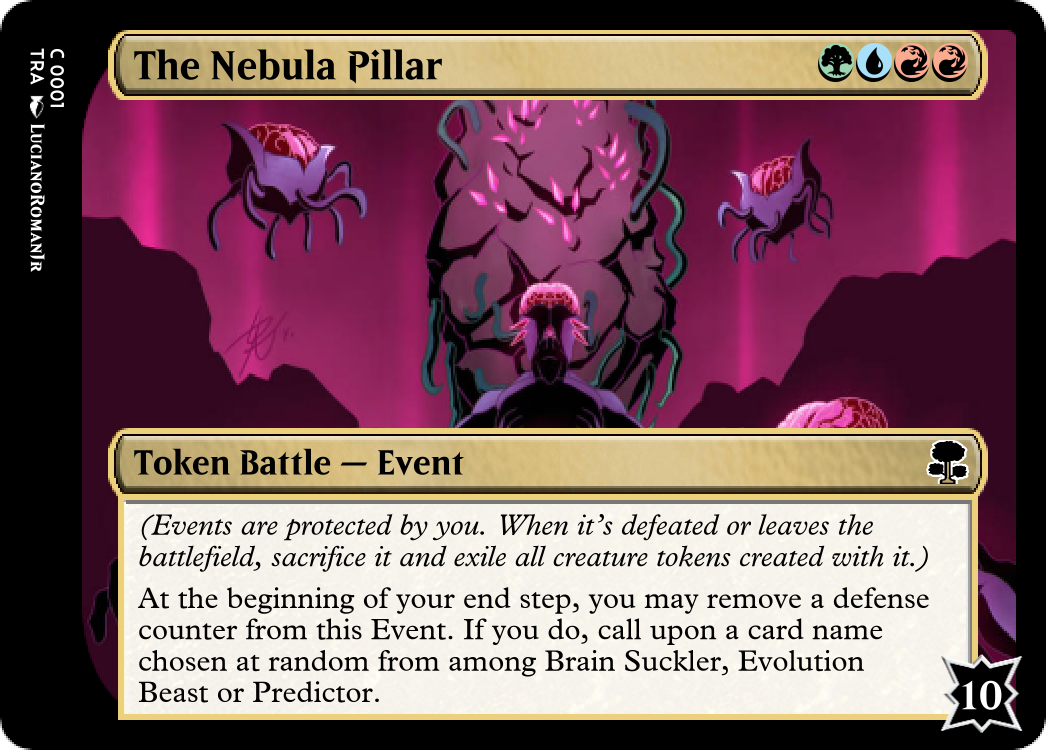 The Nebula Pillar
C 0001
TRA LUCIANOROMANJR
Token Battle — Event
(Events are protected by you. When it's defeated or leaves the
battlefield, sacrifice it and exile all creature tokens created with it.)
At the beginning of your end step, you may remove a defense
counter from this Event. If you do, call upon a card name
chosen at random from among Brain Suckler, Evolution
Beast or Predictor.
10